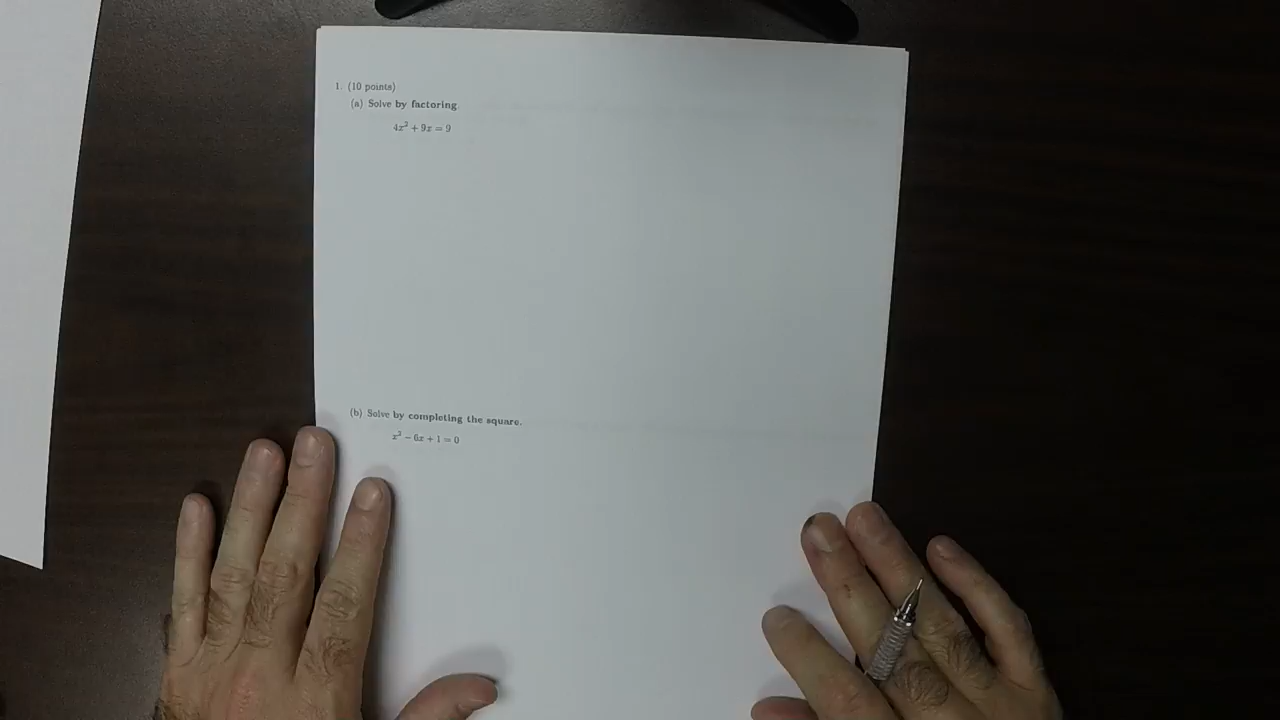 1. (10 points)
(a) Solve by factoring.
4x² + 9x = 9
(b) Solve by completing the square.
x² − 6x + 1 = 0